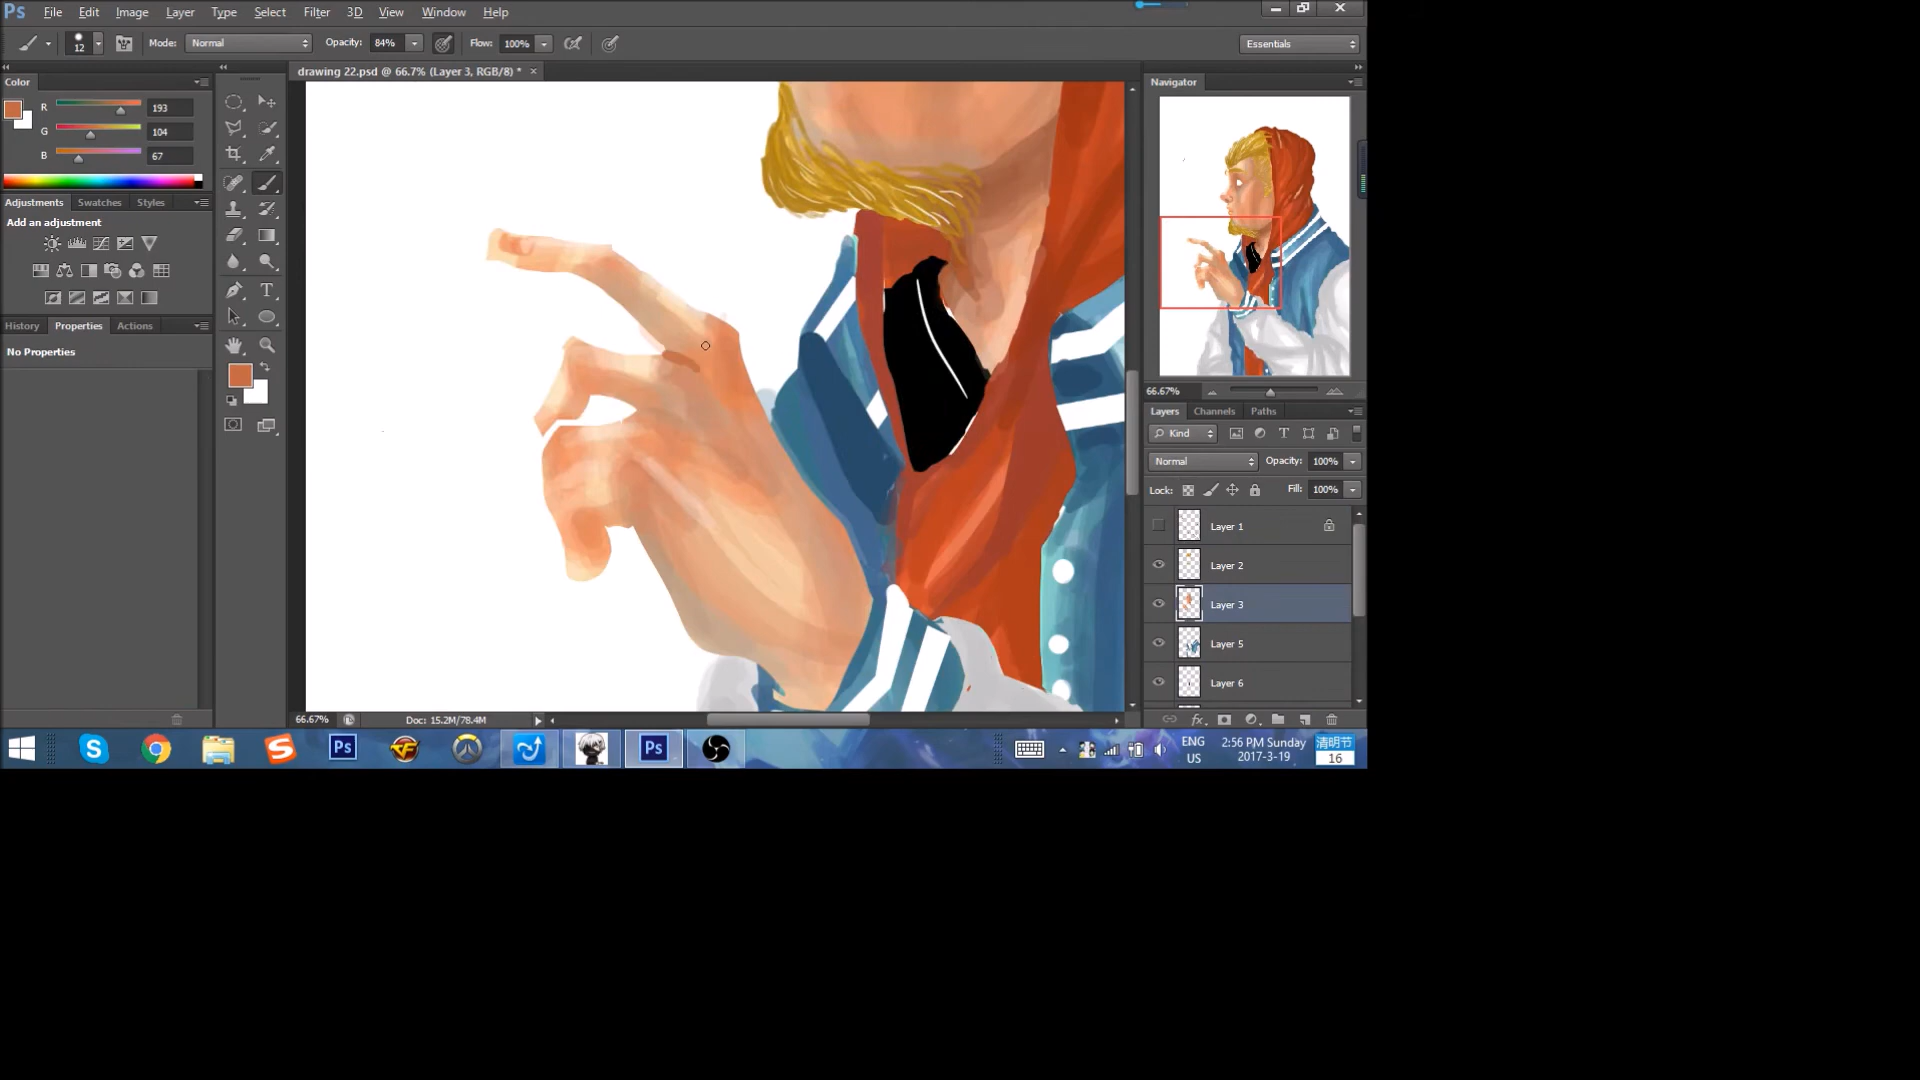 Ps File Edit Image Layer Type Select Filter 3D View Window Help
12 Mode: Normal Opacity: 84% Flow: 100% Essentials
drawing 22.psd @ 66.7% (Layer 3, RGB/8) * ×
Color
R 193
G 104
B 67
Adjustments Swatches Styles
Add an adjustment
History Properties Actions
No Properties
Navigator
66.67%
Layers Channels Paths
Kind
Normal Opacity: 100%
Lock: Fill: 100%
Layer 1
Layer 2
Layer 3
Layer 5
Layer 6
66.67% Doc: 15.2M/78.4M
ENG
US
2:56 PM Sunday
2017-3-19
清明节
16